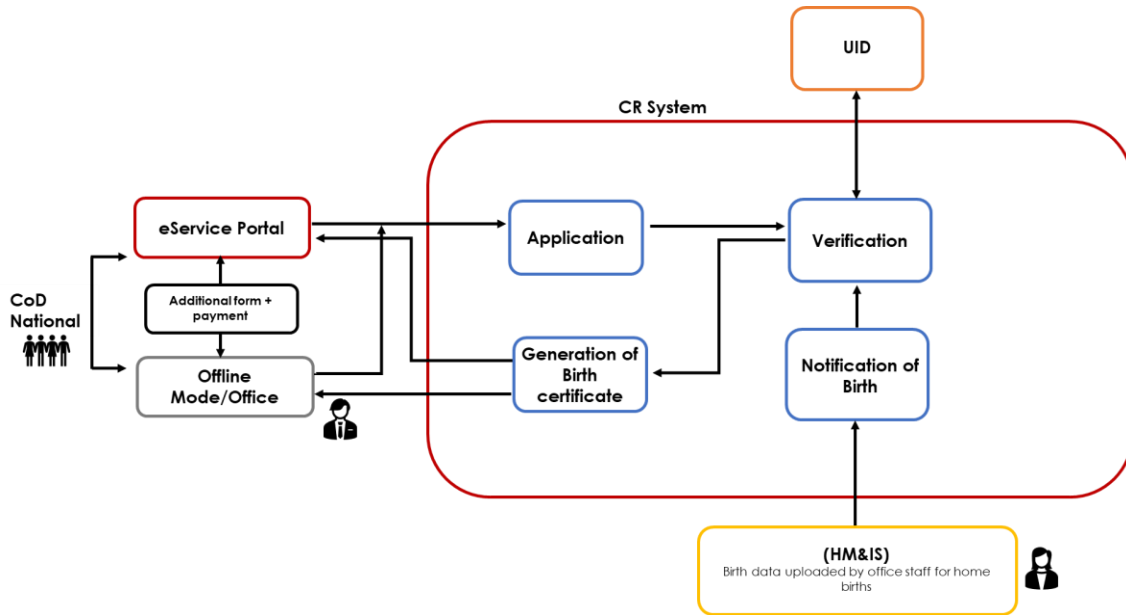 UID
CR System
eService Portal
Application
Verification
CoD
National
Additional form +
payment
Offline
Mode/Office
Generation of
Birth
certificate
Notification of
Birth
(HM&IS)
Birth data uploaded by office staff for home
births